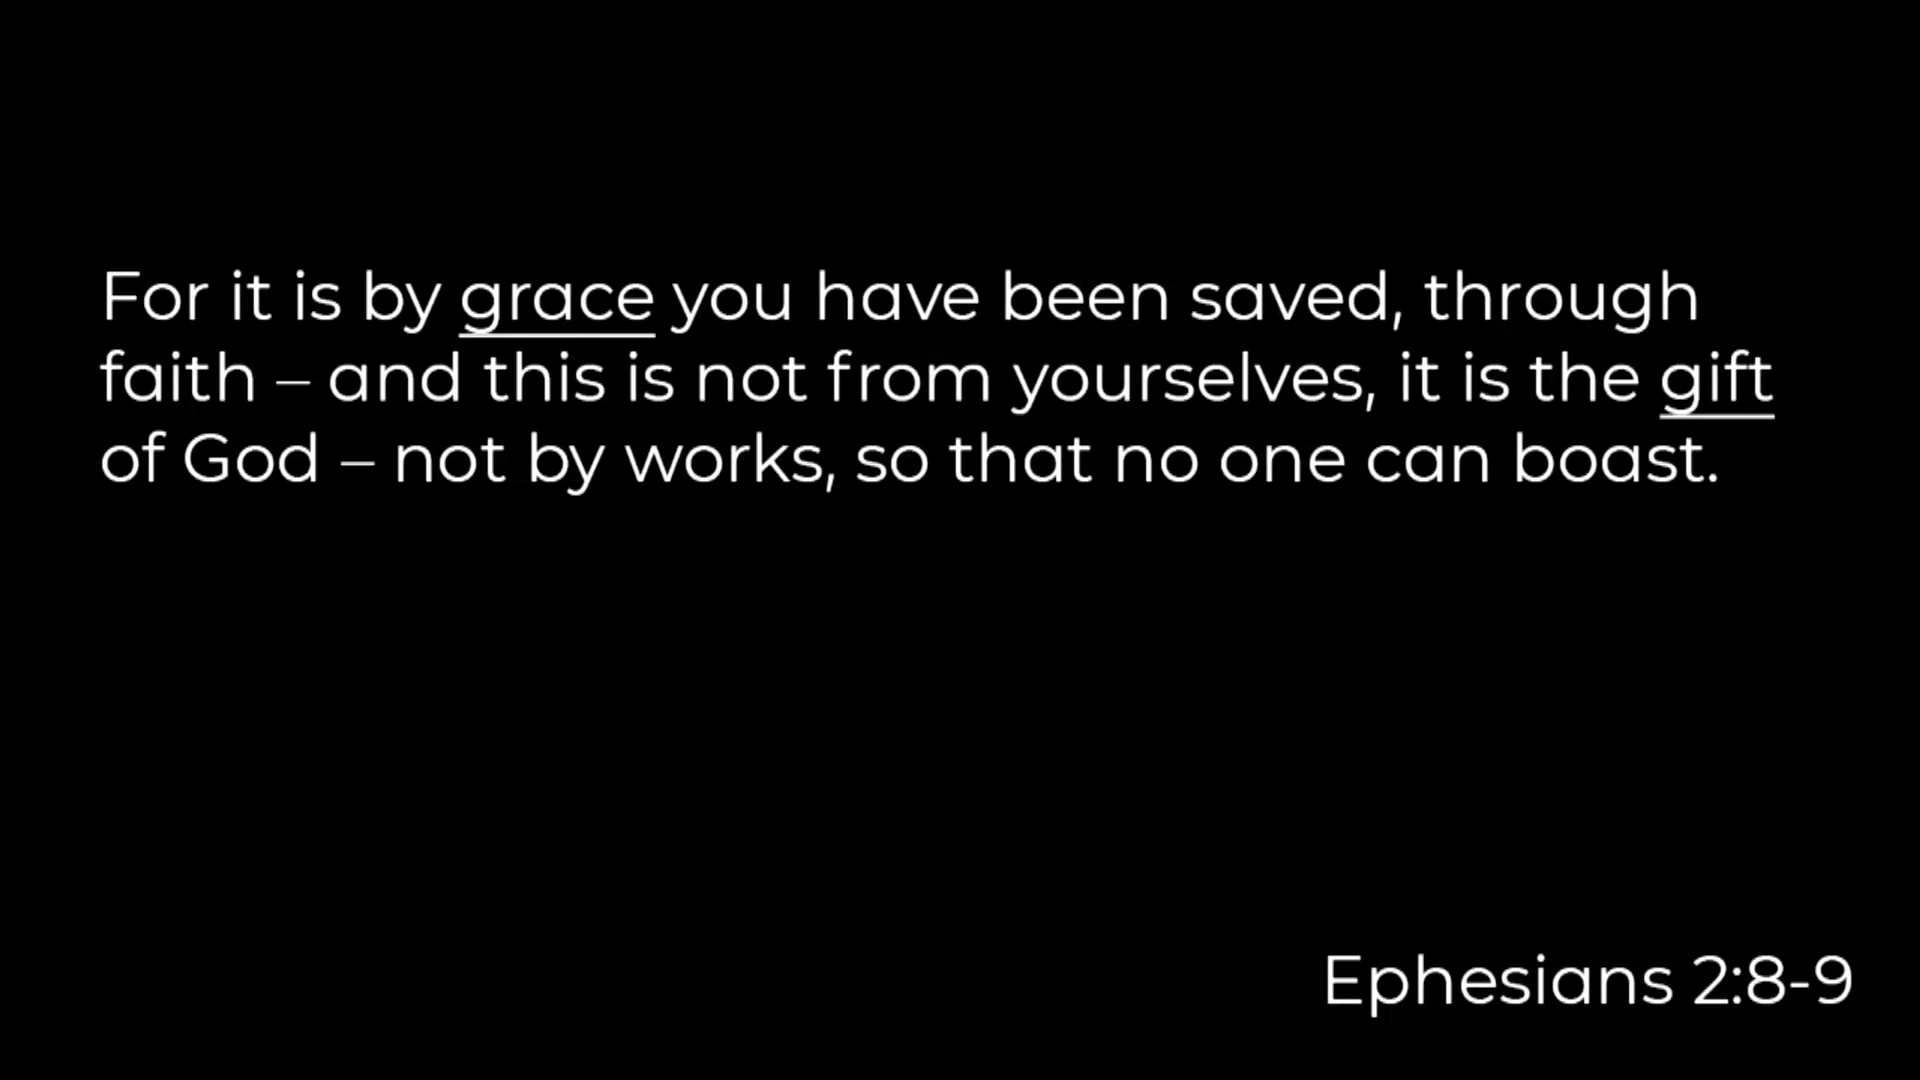 For it is by grace you have been saved, through
faith – and this is not from yourselves, it is the gift
of God – not by works, so that no one can boast.
Ephesians 2:8-9